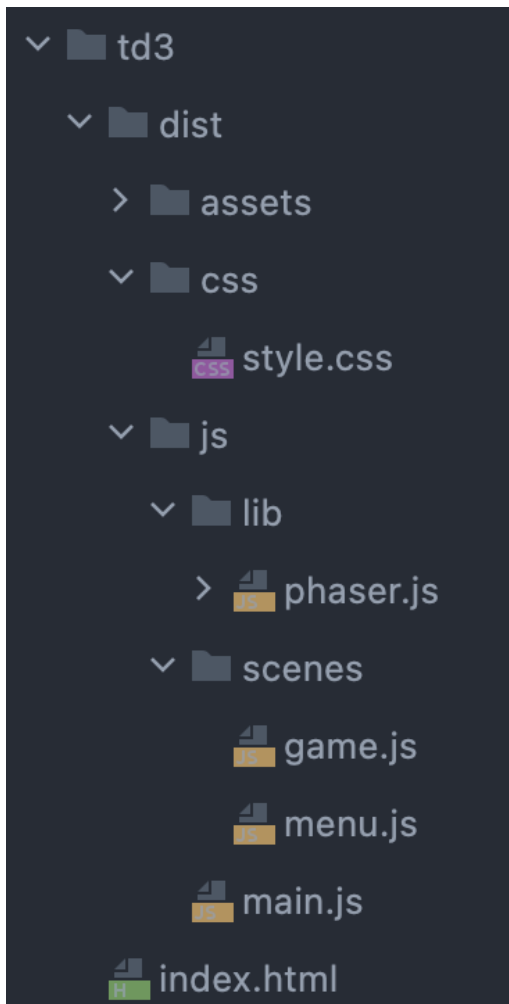 td3
dist
assets
css
CSS style.css
js
lib
JS phaser.js
scenes
JS game.js
JS menu.js
JS main.js
H index.html